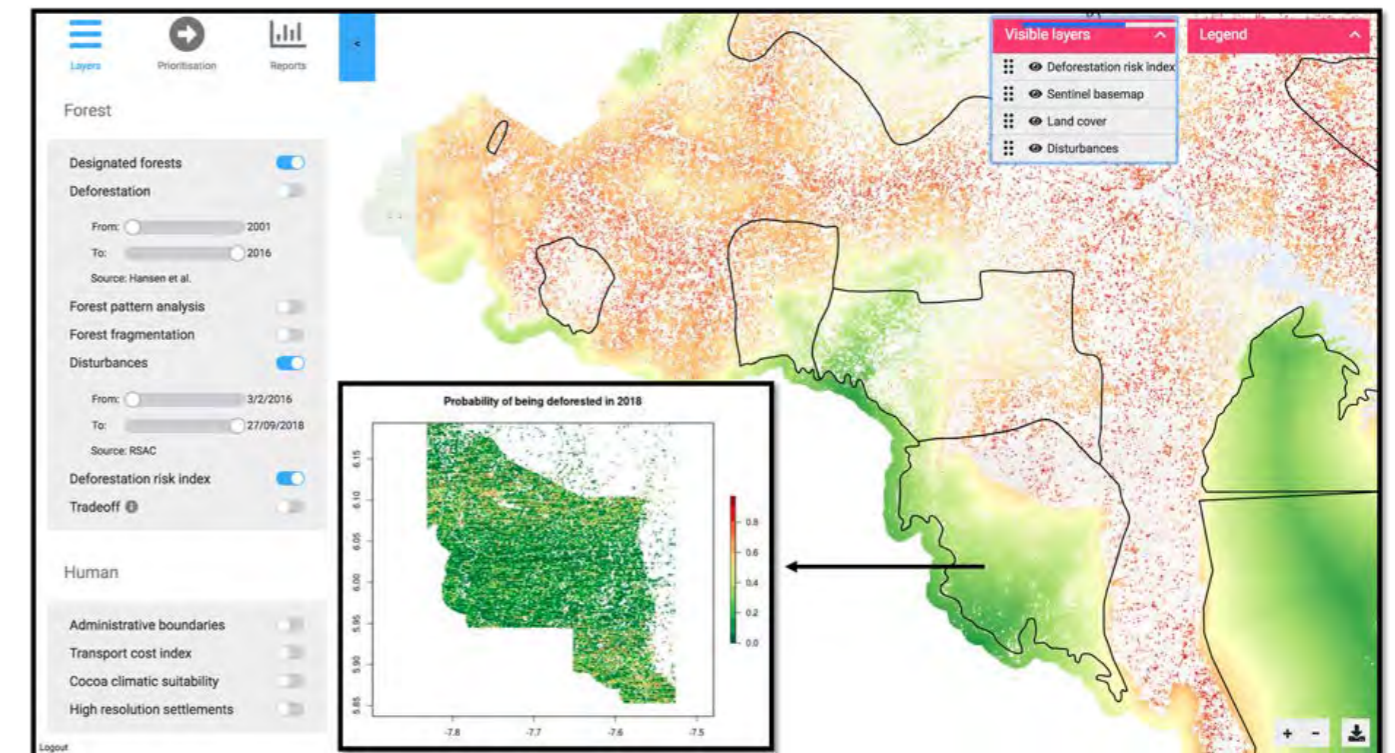 Layers
Prioritisation
Reports
<
Forest
Designated forests
Deforestation
From: 2001
To: 2016
Source: Hansen et al.
Forest pattern analysis
Forest fragmentation
Disturbances
From: 3/2/2016
To: 27/09/2018
Source: RSAC
Deforestation risk index
Tradeoff
Human
Administrative boundaries
Transport cost index
Cocoa climatic suitability
High resolution settlements
Logout
Visible layers
Deforestation risk index
Sentinel basemap
Land cover
Disturbances
Legend
Probability of being deforested in 2018
6.15
6.10
6.05
6.00
5.95
5.90
5.85
-7.8 -7.7 -7.6 -7.5
0.8
0.6
0.4
0.2
0.0
+ -